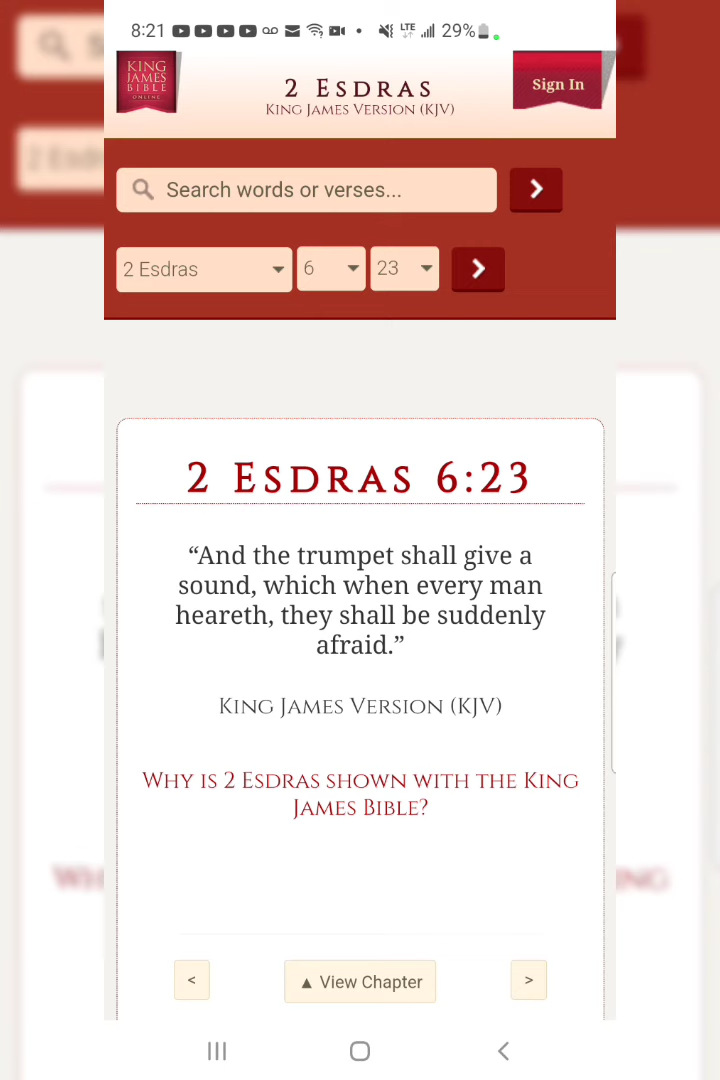 8:21 LTE 29%
KING
JAMES
BIBLE
ONLINE
2 Esdras
King James Version (KJV)
Sign In
Search words or verses...
2 Esdras 6 23
2 Esdras 6:23
“And the trumpet shall give a
sound, which when every man
heareth, they shall be suddenly
afraid.”
King James Version (KJV)
Why is 2 Esdras shown with the King
James Bible?
< ▲ View Chapter >